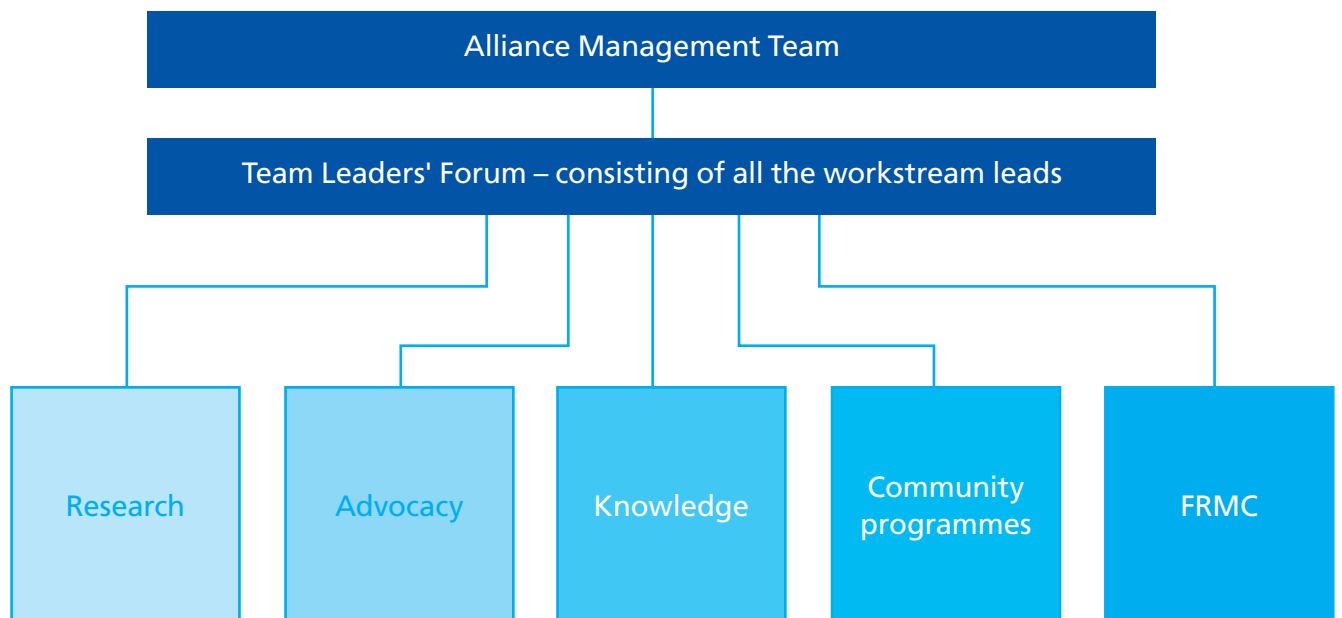 Alliance Management Team
Team Leaders' Forum – consisting of all the workstream leads
Research
Advocacy
Knowledge
Community
programmes
FRMC